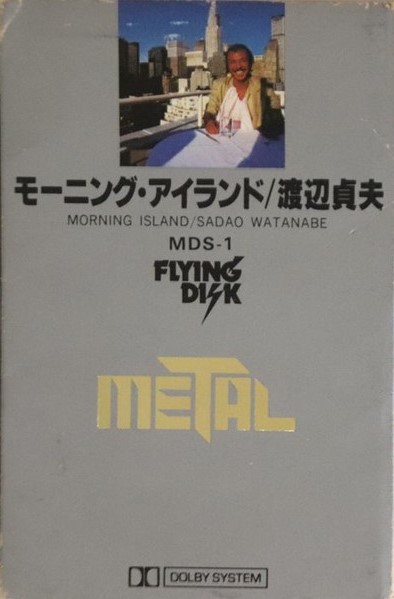 モーニング・アイランド/渡辺貞夫
MORNING ISLAND/SADAO WATANABE
MDS-1
FLYING
DISK
METAL
DOLBY SYSTEM